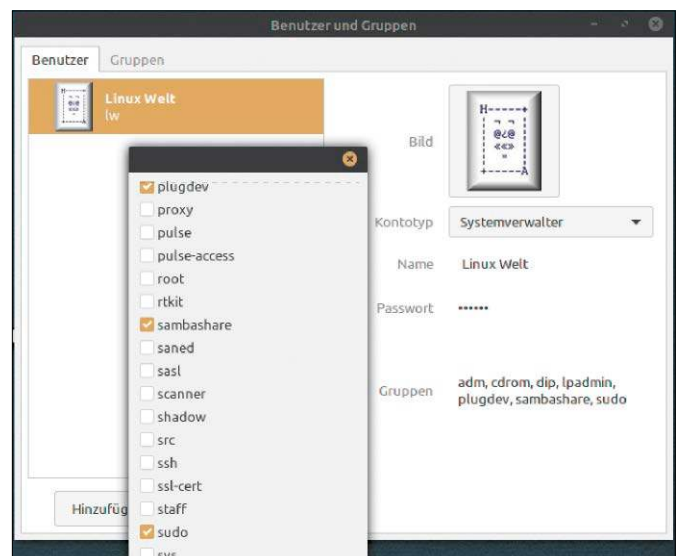 Benutzer und Gruppen
Benutzer Gruppen
Linux Welt
lw
plugdev
proxy
pulse
pulse-access
root
rtkit
sambashare
saned
sasl
scanner
shadow
src
ssh
ssl-cert
staff
sudo
sys
Hinzufüg
Bild
Kontotyp Systemverwalter
Name Linux Welt
Passwort ••••••
Gruppen adm, cdrom, dip, lpadmin,
plugdev, sambashare, sudo